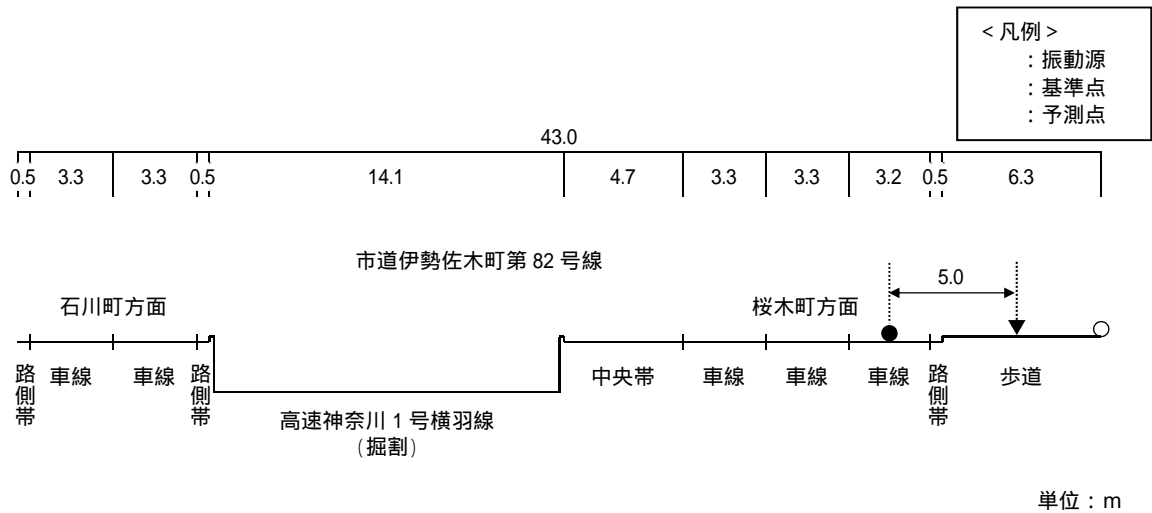 <凡例>
:振動源
:基準点
:予測点
43.0
0.5 3.3 3.3 0.5 14.1 4.7 3.3 3.3 3.2 0.5 6.3
市道伊勢佐木町第 82 号線
5.0
石川町方面
桜木町方面
路側帯 車線 車線 路側帯 中央帯 車線 車線 車線 路側帯 歩道
高速神奈川 1 号横羽線
(掘割)
単位:m